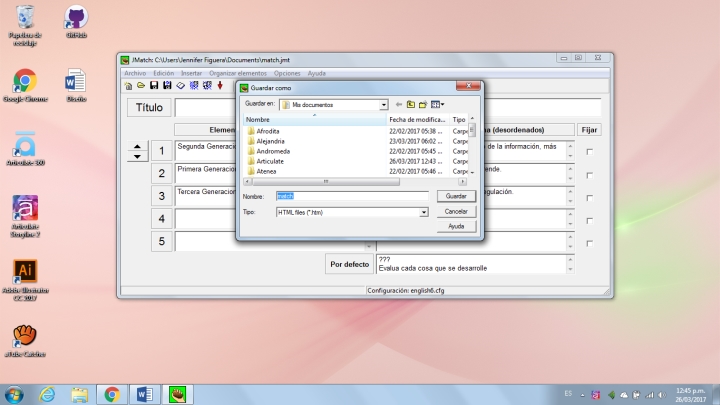 Papelera de
reciclaje
GitHub
Google Chrome
Diseño
Articulate 360
Articulate
Storyline 2
Adobe Illustrator
CC 2017
aTube Catcher
JMatch: C:\Users\Jennifer Figuera\Documents\match.jmt
Archivo Edición Insertar Organizar elementos Opciones Ayuda
Título
(desordenados) Fijar
1 Segunda Generacio de la información, más
2 Primera Generacion
3 Tercera Generacion
4
5
Por defecto
???
Evalua cada cosa que se desarrolle
Configuración: english6.cfg
Guardar como
Guardar en: Mis documentos
Nombre Fecha de modifica... Tipo
Afrodita 22/02/2017 05:38 ... Carpe
Alejandria 23/03/2017 06:02 ... Carpe
Andromeda 22/02/2017 05:45 ... Carpe
Articulate 26/03/2017 12:43 ... Carpe
Atenea 22/02/2017 05:46 ... Carpe
Nombre: match Guardar
Tipo: HTML files (*.htm) Cancelar
Ayuda
ES
12:45 p.m.
26/03/2017